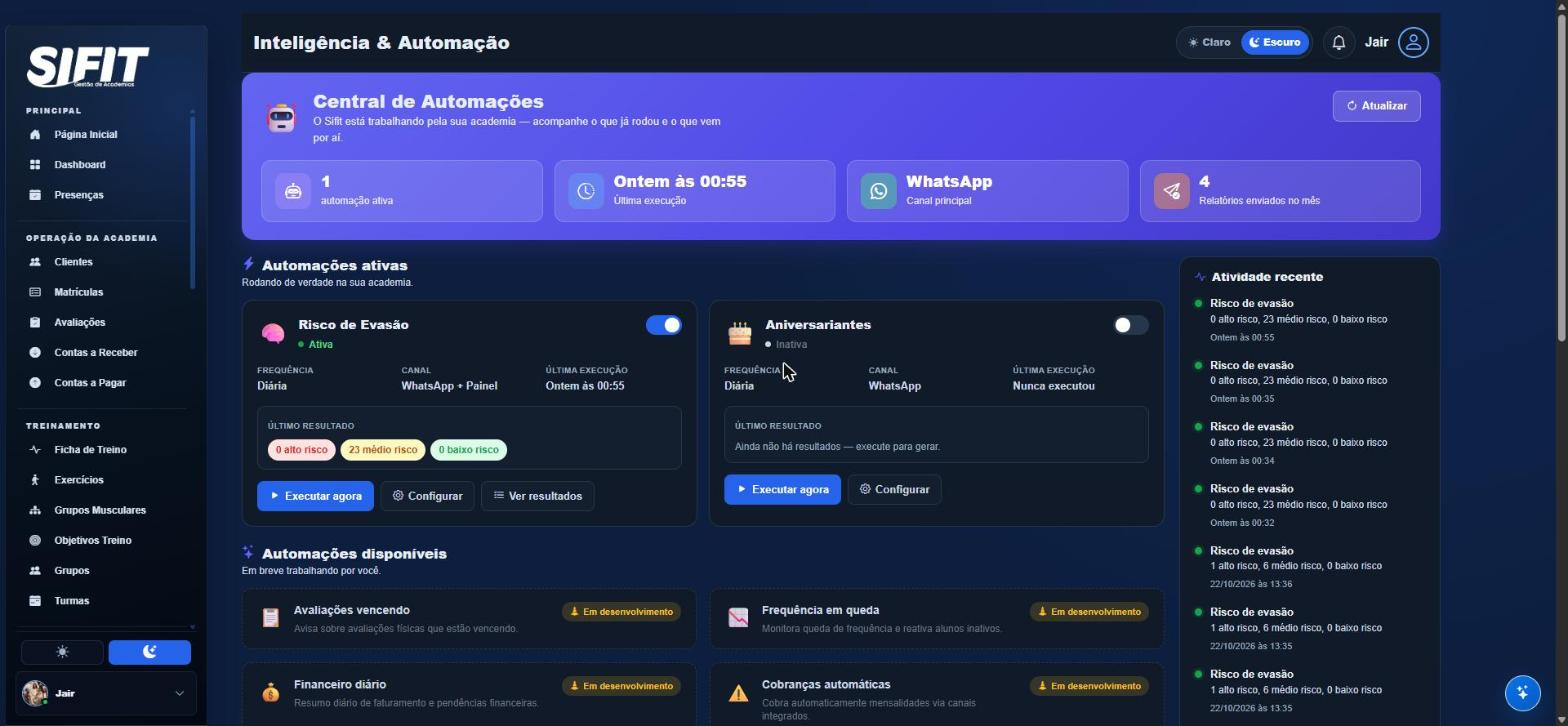 SIFIT
Gestão de Academias
PRINCIPAL
Página Inicial
Dashboard
Presenças
OPERAÇÃO DA ACADEMIA
Clientes
Matrículas
Avaliações
Contas a Receber
Contas a Pagar
TREINAMENTO
Ficha de Treino
Exercícios
Grupos Musculares
Objetivos Treino
Grupos
Turmas
Jair
Inteligência & Automação
Claro
Escuro
Jair
Central de Automações
O Sifit está trabalhando pela sua academia — acompanhe o que já rodou e o que vem
por aí.
Atualizar
1
automação ativa
Ontem às 00:55
Última execução
WhatsApp
Canal principal
4
Relatórios enviados no mês
Automações ativas
Rodando de verdade na sua academia.
Risco de Evasão
Ativa
FREQUÊNCIA
Diária
CANAL
WhatsApp + Painel
ÚLTIMA EXECUÇÃO
Ontem às 00:55
ÚLTIMO RESULTADO
0 alto risco
23 médio risco
0 baixo risco
Executar agora
Configurar
Ver resultados
Aniversariantes
Inativa
FREQUÊNCIA
Diária
CANAL
WhatsApp
ÚLTIMA EXECUÇÃO
Nunca executou
ÚLTIMO RESULTADO
Ainda não há resultados — execute para gerar.
Executar agora
Configurar
Automações disponíveis
Em breve trabalhando por você.
Avaliações vencendo
Avisa sobre avaliações físicas que estão vencendo.
Em desenvolvimento
Frequência em queda
Monitora queda de frequência e reativa alunos inativos.
Em desenvolvimento
Financeiro diário
Resumo diário de faturamento e pendências financeiras.
Em desenvolvimento
Cobranças automáticas
Cobra automaticamente mensalidades via canais
integrados.
Em desenvolvimento
Atividade recente
Risco de evasão
0 alto risco, 23 médio risco, 0 baixo risco
Ontem às 00:55
Risco de evasão
0 alto risco, 23 médio risco, 0 baixo risco
Ontem às 00:35
Risco de evasão
0 alto risco, 23 médio risco, 0 baixo risco
Ontem às 00:34
Risco de evasão
0 alto risco, 23 médio risco, 0 baixo risco
Ontem às 00:32
Risco de evasão
1 alto risco, 6 médio risco, 0 baixo risco
22/10/2026 às 13:36
Risco de evasão
1 alto risco, 6 médio risco, 0 baixo risco
22/10/2026 às 13:35
Risco de evasão
1 alto risco, 6 médio risco, 0 baixo risco
22/10/2026 às 13:35